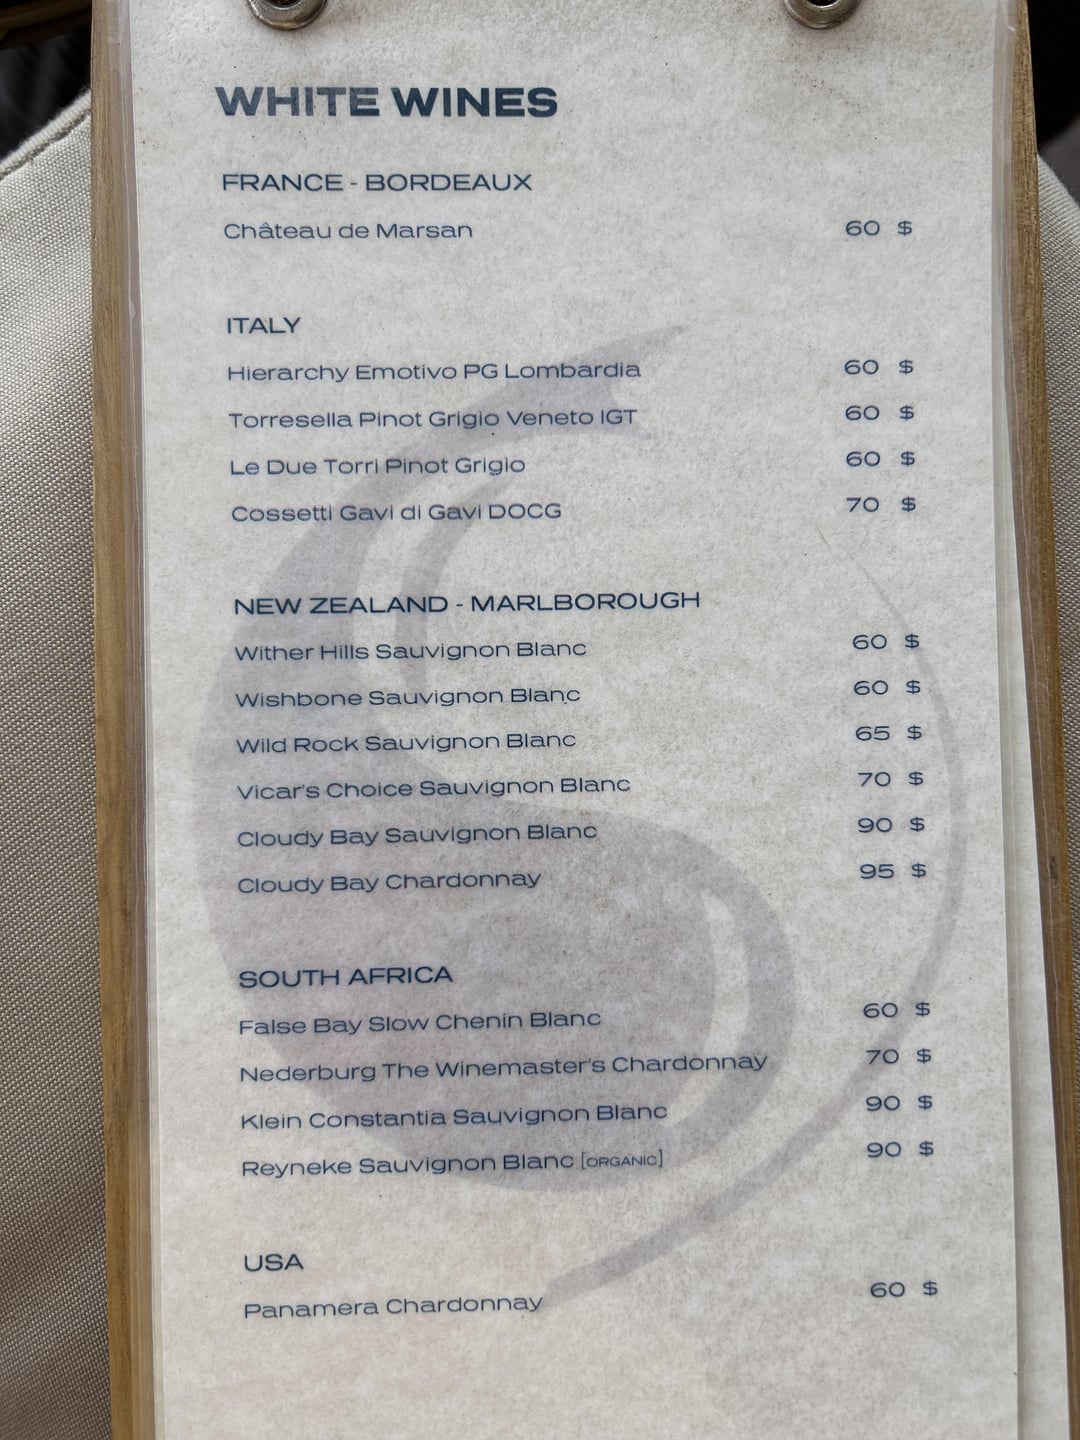 WHITE WINES
FRANCE - BORDEAUX
Château de Marsan 60 $
ITALY
Hierarchy Emotivo PG Lombardia 60 $
Torresella Pinot Grigio Veneto IGT 60 $
Le Due Torri Pinot Grigio 60 $
Cossetti Gavi di Gavi DOCG 70 $
NEW ZEALAND - MARLBOROUGH
Wither Hills Sauvignon Blanc 60 $
Wishbone Sauvignon Blanc 60 $
Wild Rock Sauvignon Blanc 65 $
Vicar's Choice Sauvignon Blanc 70 $
Cloudy Bay Sauvignon Blanc 90 $
Cloudy Bay Chardonnay 95 $
SOUTH AFRICA
False Bay Slow Chenin Blanc 60 $
Nederburg The Winemaster's Chardonnay 70 $
Klein Constantia Sauvignon Blanc 90 $
Reyneke Sauvignon Blanc [ORGANIC] 90 $
USA
Panamera Chardonnay 60 $